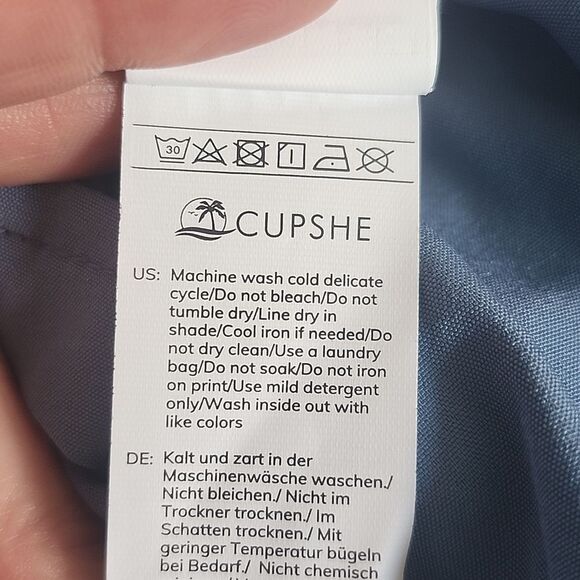 30
CUPSHE
US: Machine wash cold delicate
cycle/Do not bleach/Do not
tumble dry/Line dry in
shade/Cool iron if needed/Do
not dry clean/Use a laundry
bag/Do not soak/Do not iron
on print/Use mild detergent
only/Wash inside out with
like colors
DE: Kalt und zart in der
Maschinenwäsche waschen./
Nicht bleichen./ Nicht im
Trockner trocknen./ Im
Schatten trocknen./ Mit
geringer Temperatur bügeln
bei Bedarf./ Nicht chemisch